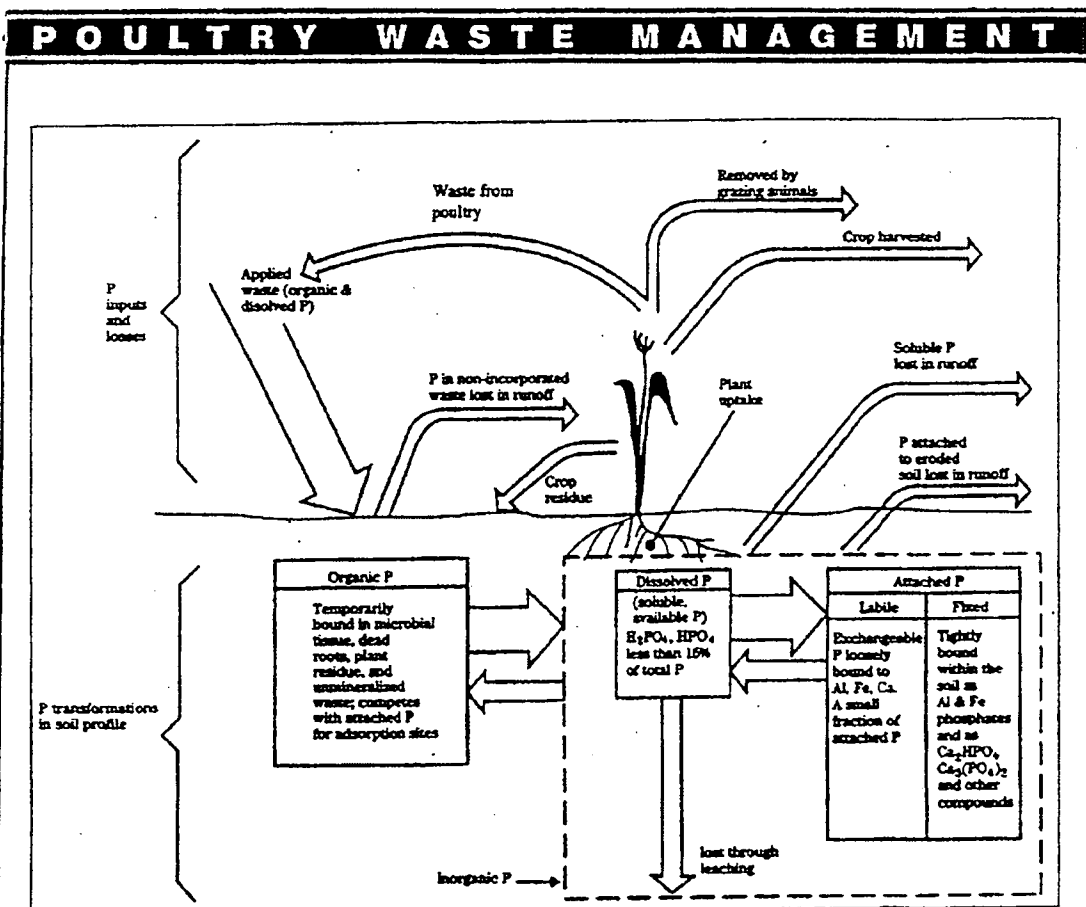 POULTRY WASTE MANAGEMENT
Removed by
grazing animals
Waste from
poultry
Crop harvested
Applied
waste (organic &
disolved P)
P
inputs
and
losses
Soluble P
lost in runoff
P in non-incorporated
waste lost in runoff
Plant
uptake
P attached
to eroded
soil lost in runoff
Crop
residue
Organic P
Temporarily
bound in microbial
tissue, dead
roots, plant
residue, and
unmineralized
waste; competes
with attached P
for adsorption sites
Dissolved P
(soluble,
available P)
H₂PO₄, HPO₄
less than 15%
of total P
Attached P
Labile
Exchangeable
P loosely
bound to
Al, Fe, Ca.
A small
fraction of
attached P
Fixed
Tightly
bound
within the
soil as
Al & Fe
phosphates
and as
Ca₂HPO₄,
Ca₃(PO₄)₂
and other
compounds
P transformations
in soil profile
lost through
leaching
Inorganic P